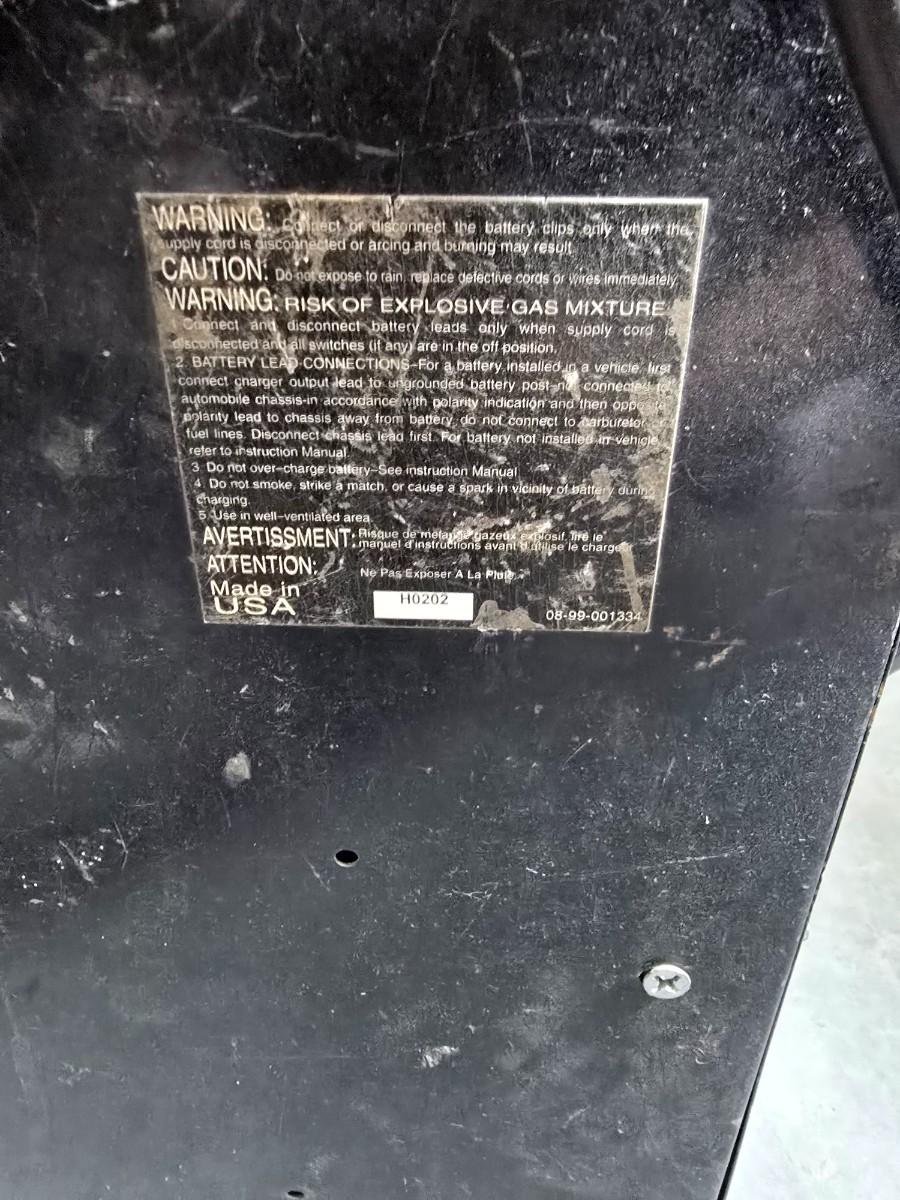 WARNING: Connect or disconnect the battery clips only when the
supply cord is disconnected or arcing and burning may result.
CAUTION: Do not expose to rain, replace defective cords or wires immediately.
WARNING: RISK OF EXPLOSIVE GAS MIXTURE
1. Connect and disconnect battery leads only when supply cord is
disconnected and all switches (if any) are in the off position.
2. BATTERY LEAD CONNECTIONS–For a battery installed in a vehicle, first
connect charger output lead to ungrounded battery post–not connected to
automobile chassis-in accordance with polarity indication and then opposite
polarity lead to chassis away from battery, do not connect to carburetor or
fuel lines. Disconnect chassis lead first. For battery not installed in vehicle,
refer to instruction Manual.
3. Do not over–charge battery–See instruction Manual
4. Do not smoke, strike a match, or cause a spark in vicinity of battery during
charging.
5. Use in well–ventilated area.
AVERTISSMENT: Risque de melange gazeux explosif, lire le
manuel d'instructions avant d'utilise le charger
ATTENTION: Ne Pas Exposer A La Pluie.
Made in
USA
H0202
08-99-001334